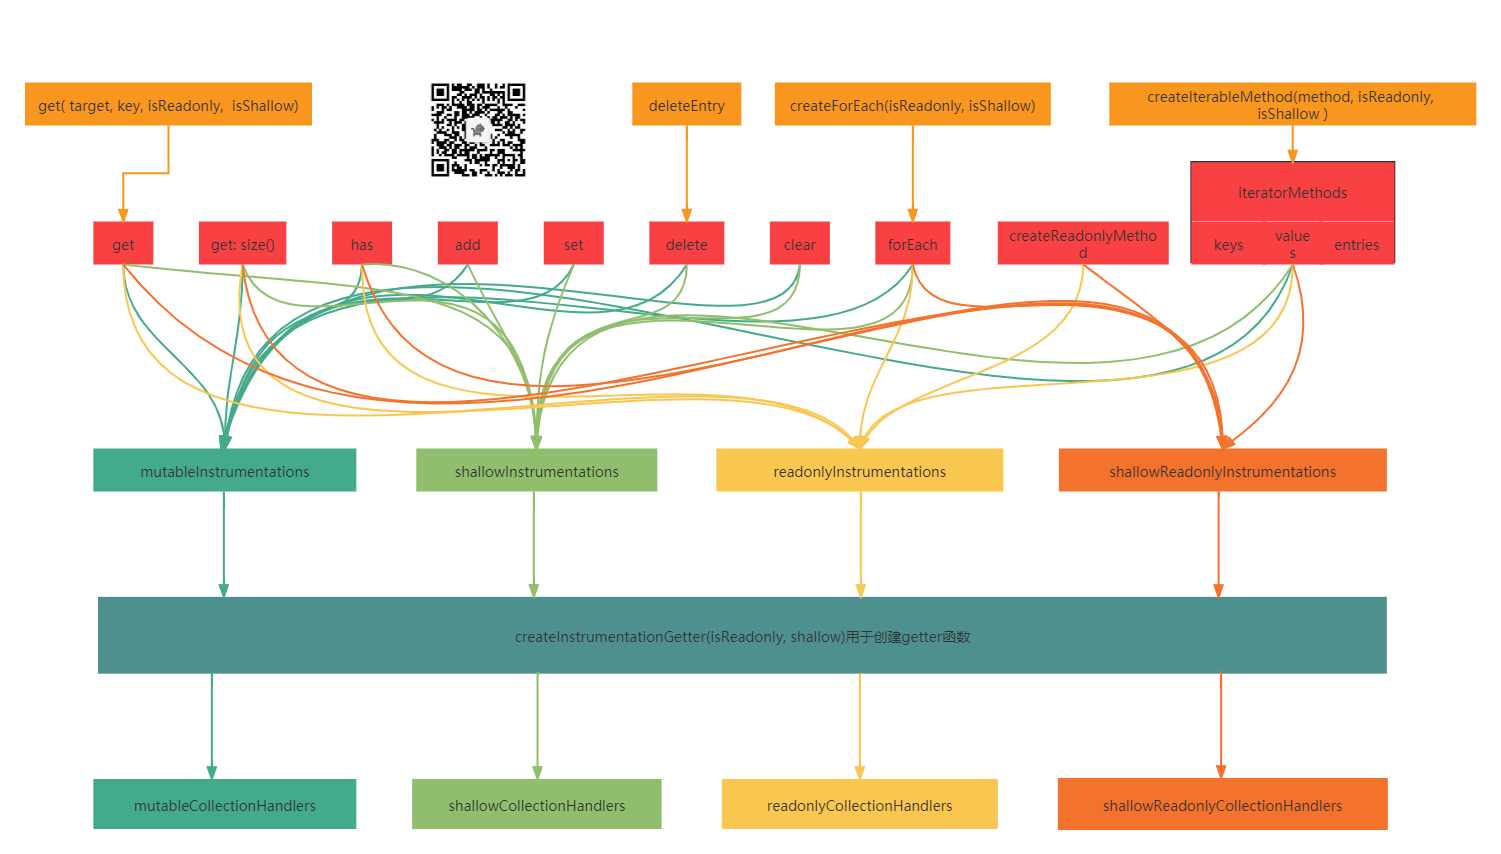 get( target, key, isReadonly,  isShallow)
deleteEntry
createForEach(isReadonly, isShallow)
createIterableMethod(method, isReadonly,
isShallow )
iteratorMethods
get
get: size()
has
add
set
delete
clear
forEach
createReadonlyMetho
d
keys
value
s
entries
mutableInstrumentations
shallowInstrumentations
readonlyInstrumentations
shallowReadonlyInstrumentations
createInstrumentationGetter(isReadonly, shallow)用于创建getter函数
mutableCollectionHandlers
shallowCollectionHandlers
readonlyCollectionHandlers
shallowReadonlyCollectionHandlers